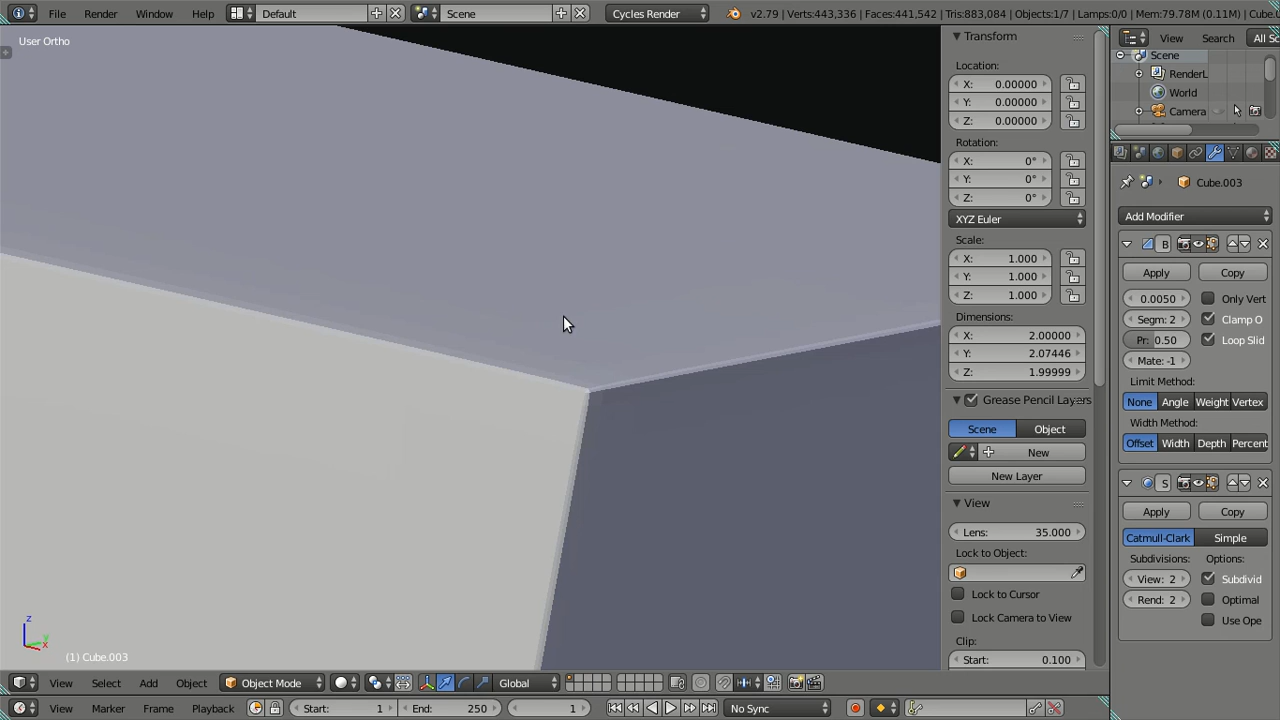 File Render Window Help Default Scene Cycles Render v2.79 | Verts:443,336 | Faces:441,542 | Tris:883,084 | Objects:1/7 | Lamps:0/0 | Mem:79.78M (0.11M) | Cube.0
User Ortho
Transform
Location:
X: 0.00000
Y: 0.00000
Z: 0.00000
Rotation:
X: 0°
Y: 0°
Z: 0°
XYZ Euler
Scale:
X: 1.000
Y: 1.000
Z: 1.000
Dimensions:
X: 2.00000
Y: 2.07446
Z: 1.99999
Grease Pencil Layers
Scene Object
New
New Layer
View
Lens: 35.000
Lock to Object:
Lock to Cursor
Lock Camera to View
Clip:
Start: 0.100
View Search All Sc
Scene
RenderL
World
Camera
Cube.003
Add Modifier
B
Apply Copy
0.0050 Only Vert
Segm: 2 Clamp O
Pr: 0.50 Loop Slid
Mate: -1
Limit Method:
None Angle Weight Vertex
Width Method:
Offset Width Depth Percent
S
Apply Copy
Catmull-Clark Simple
Subdivisions: Options:
View: 2 Subdivid
Rend: 2 Optimal
Use Ope
z
y
x
(1) Cube.003
View Select Add Object Object Mode Global
View Marker Frame Playback Start: 1 End: 250 1 No Sync